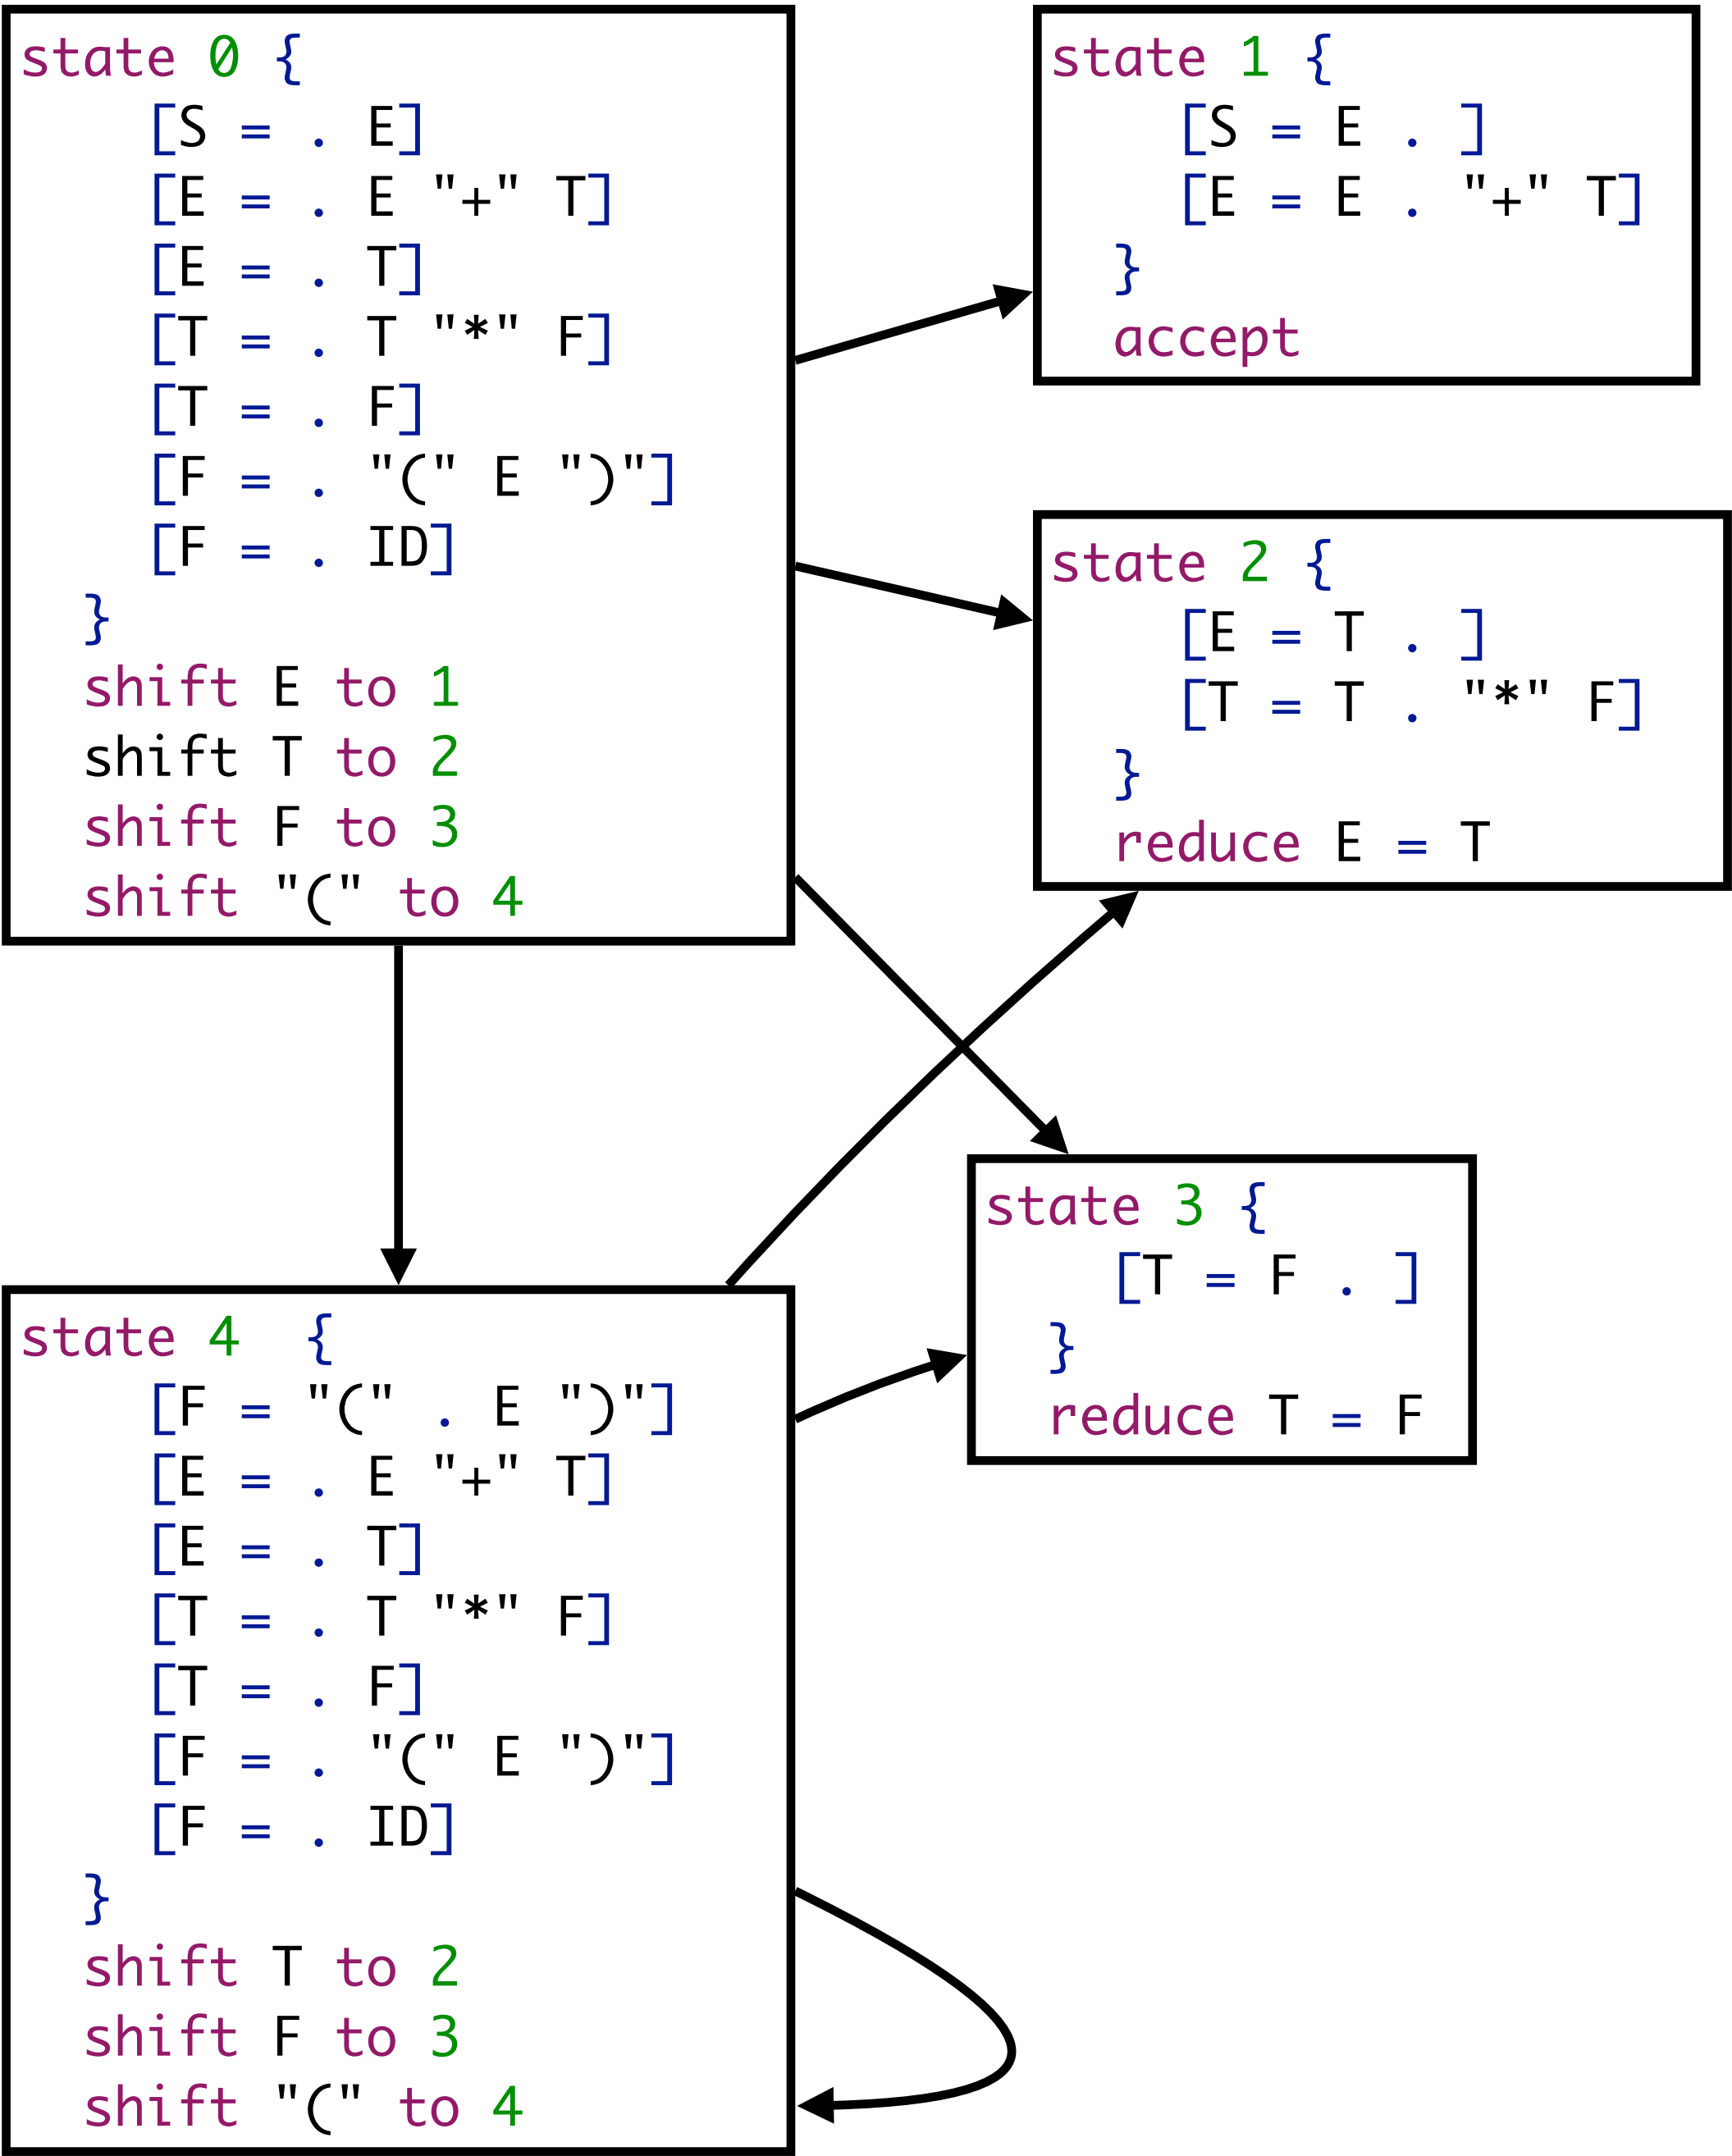 state 0 {
[S = . E]
[E = . E "+" T]
[E = . T]
[T = . T "*" F]
[T = . F]
[F = . "(" E ")"]
[F = . ID]
}
shift E to 1
shift T to 2
shift F to 3
shift "(" to 4
state 1 {
[S = E . ]
[E = E . "+" T]
}
accept
state 2 {
[E = T . ]
[T = T . "*" F]
}
reduce E = T
state 3 {
[T = F . ]
}
reduce T = F
state 4 {
[F = "(" . E ")"]
[E = . E "+" T]
[E = . T]
[T = . T "*" F]
[T = . F]
[F = . "(" E ")"]
[F = . ID]
}
shift T to 2
shift F to 3
shift "(" to 4